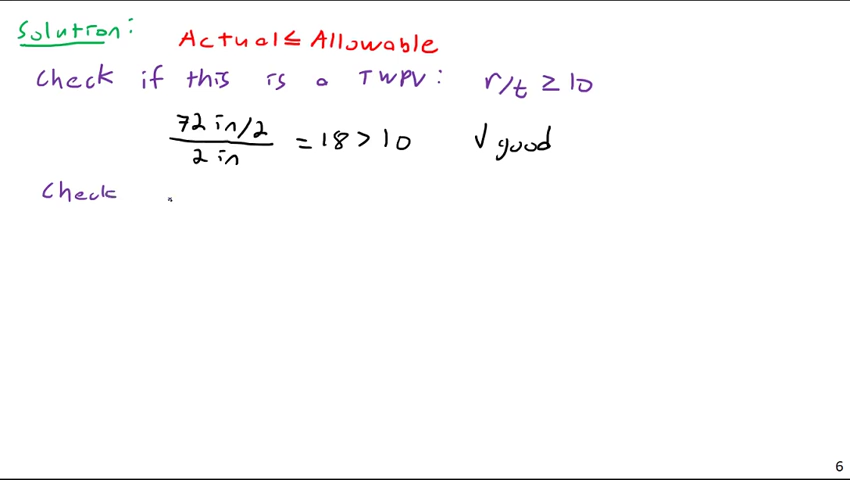 Solution:
Actual ≤ Allowable
Check if this is a TWPV: r/t ≥ 10
72 in/2
2 in
= 18 > 10 ✓ good
Check
6